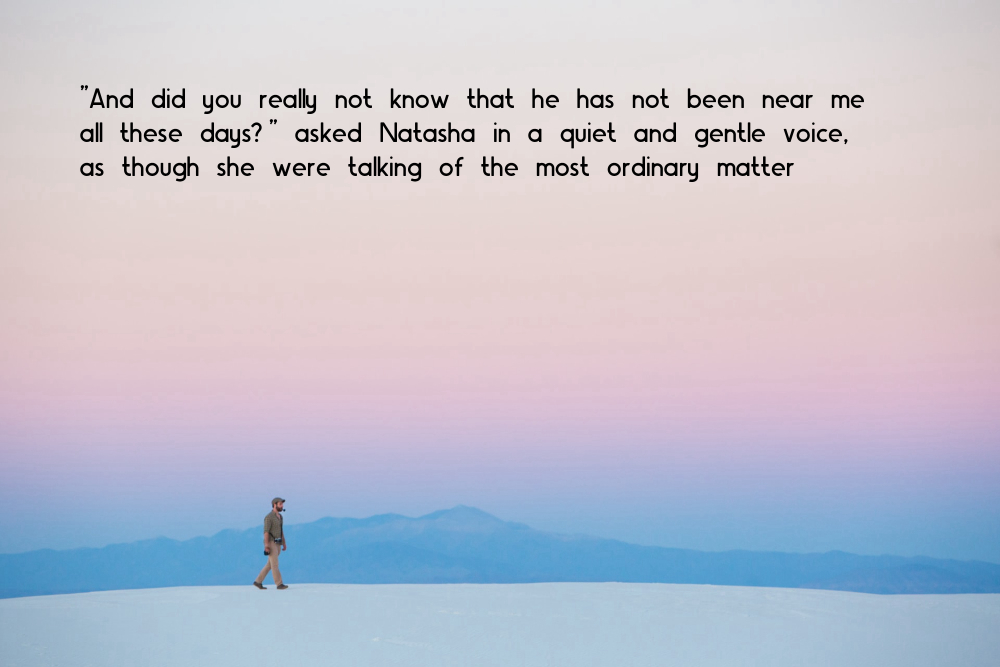 "And did you really not know that he has not been near me
all these days?" asked Natasha in a quiet and gentle voice,
as though she were talking of the most ordinary matter